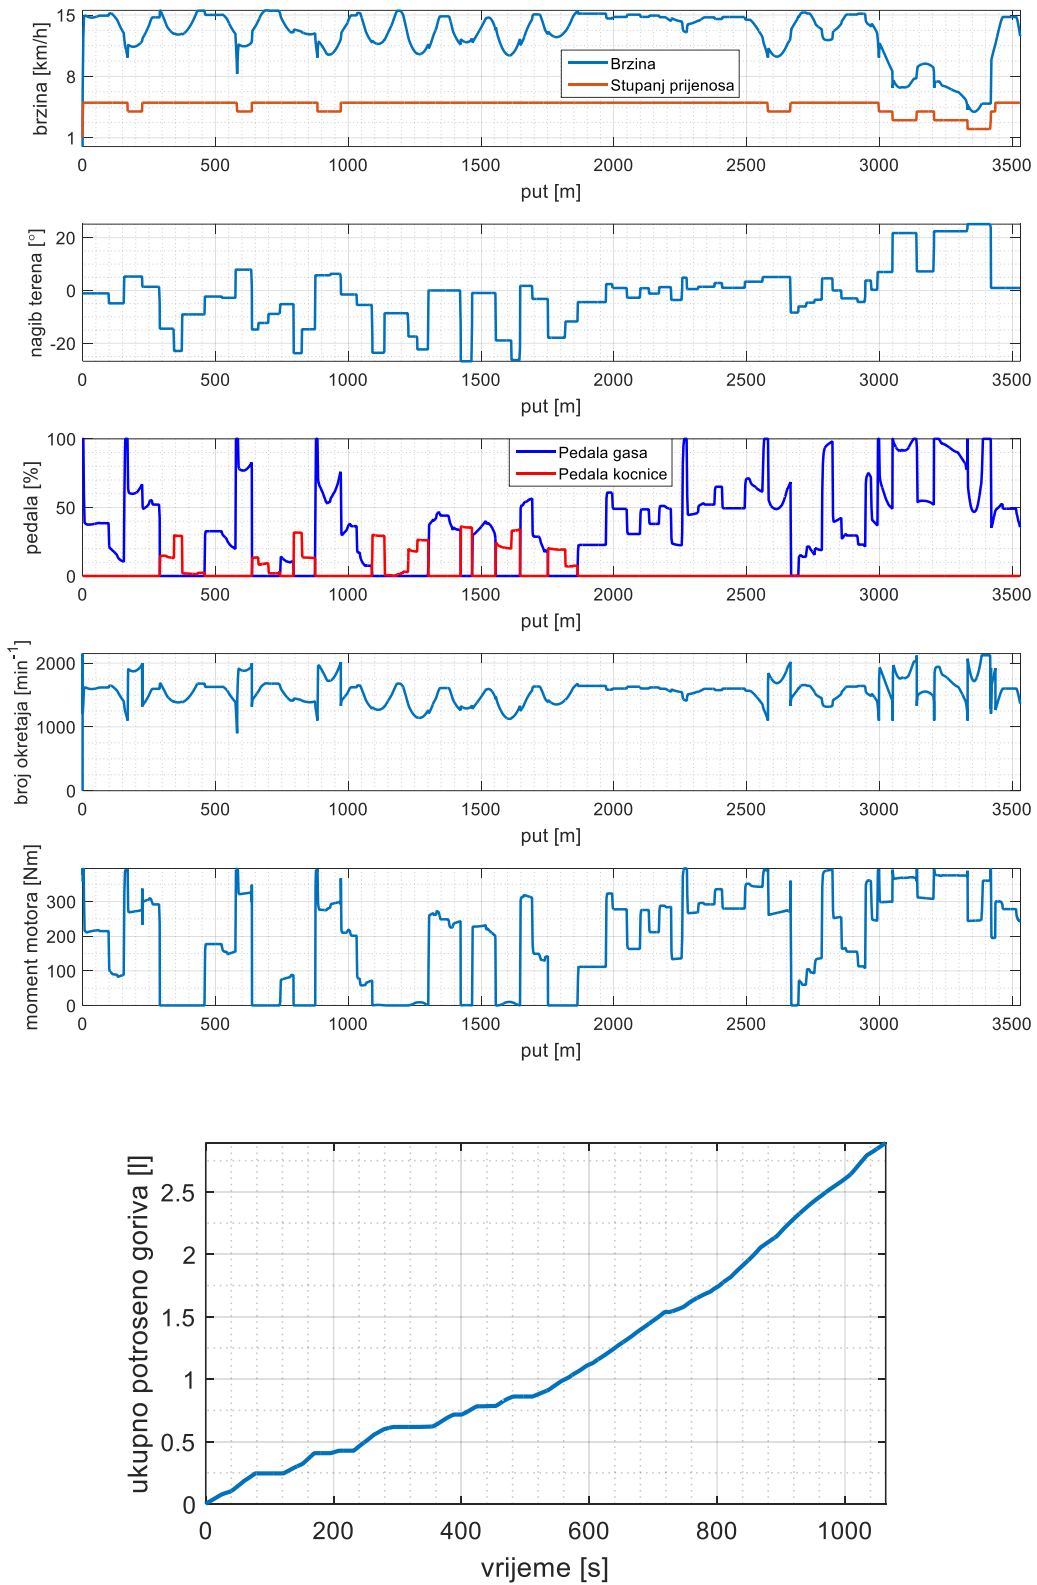 brzina [km/h]
15
8
1
Brzina
Stupanj prijenosa
0 500 1000 1500 2000 2500 3000 3500
put [m]
nagib terena [°]
20
0
-20
0 500 1000 1500 2000 2500 3000 3500
put [m]
pedala [%]
100
50
0
Pedala gasa
Pedala kocnice
0 500 1000 1500 2000 2500 3000 3500
put [m]
broj okretaja [min⁻¹]
2000
1000
0
0 500 1000 1500 2000 2500 3000 3500
put [m]
moment motora [Nm]
300
200
100
0
0 500 1000 1500 2000 2500 3000 3500
put [m]
ukupno potroseno goriva [l]
2.5
2
1.5
1
0.5
0
0 200 400 600 800 1000
vrijeme [s]